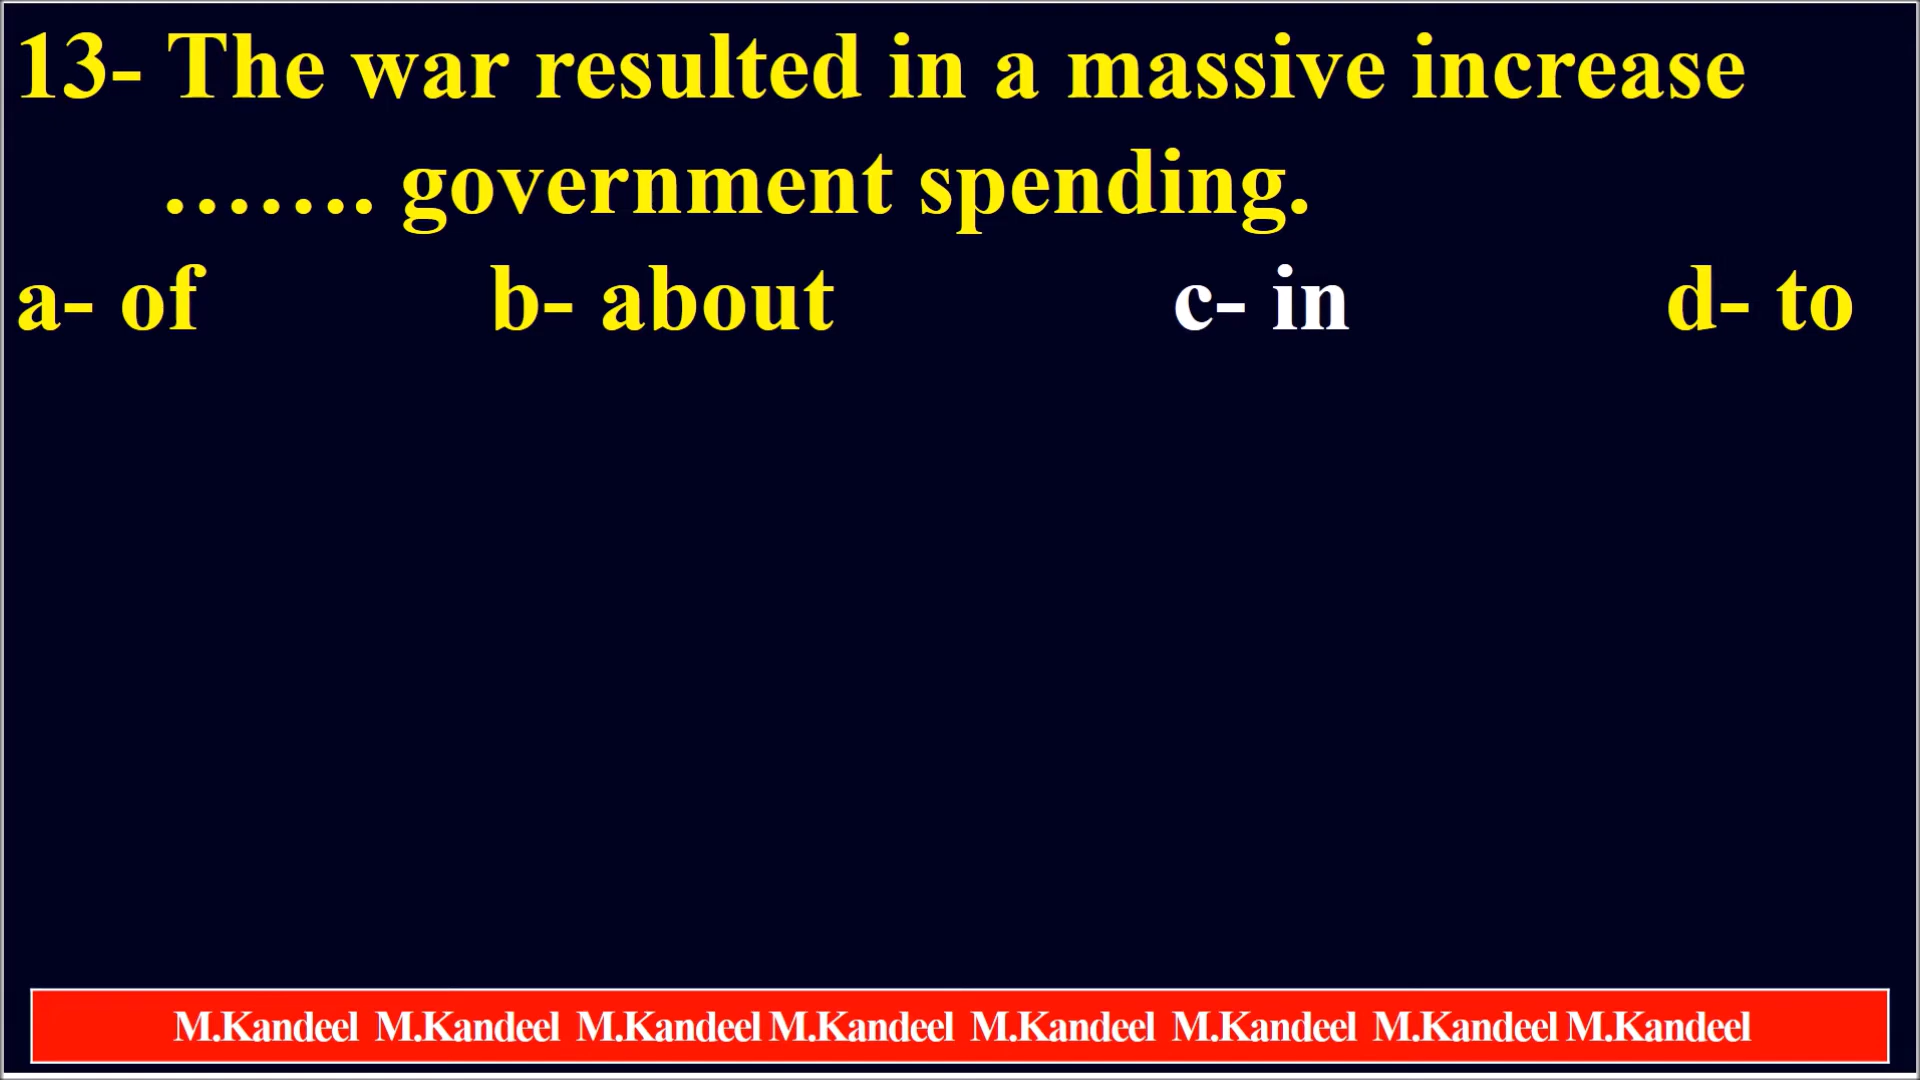 13- The war resulted in a massive increase
....... government spending.
a- of b- about c- in d- to
M.Kandeel M.Kandeel M.Kandeel M.Kandeel M.Kandeel M.Kandeel M.Kandeel M.Kandeel